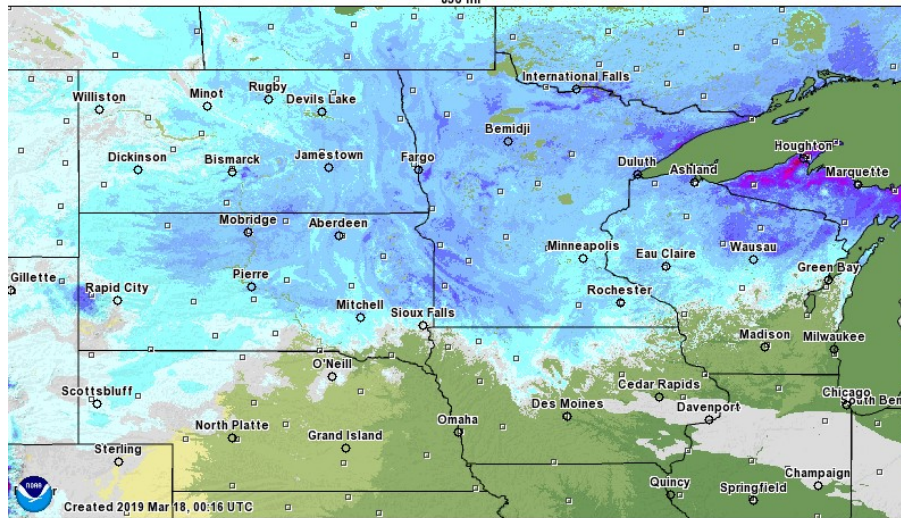 International Falls
Williston
Minot
Rugby
Devils Lake
Bemidji
Houghton
Dickinson
Bismarck
Jamestown
Fargo
Duluth
Ashland
Marquette
Mobridge
Aberdeen
Minneapolis
Eau Claire
Wausau
Gillette
Rapid City
Pierre
Rochester
Green Bay
Mitchell
Sioux Falls
Madison
Milwaukee
O'Neill
Scottsbluff
Cedar Rapids
Chicago
Des Moines
Davenport
North Platte
Grand Island
Omaha
Sterling
Champaign
Quincy
Springfield
NOAA
Created 2019 Mar 18, 00:16 UTC